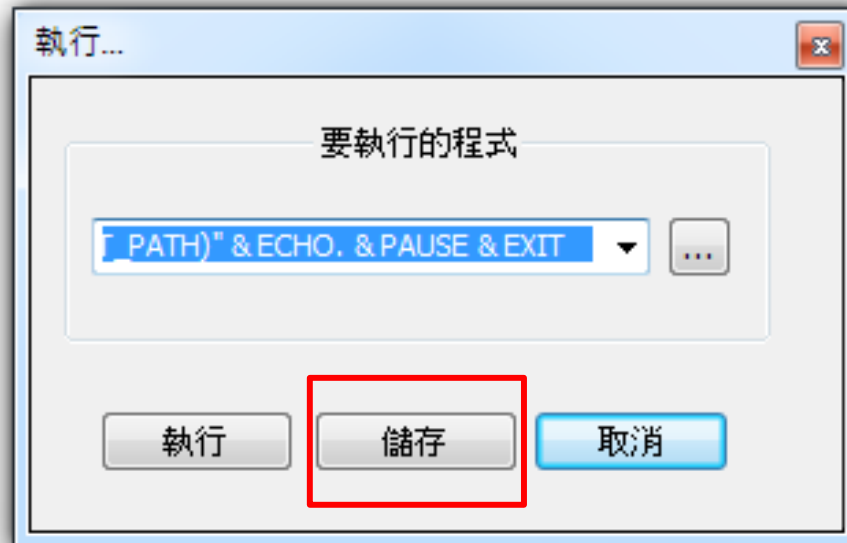 執行...
要執行的程式
_PATH)" & ECHO. & PAUSE & EXIT
...
執行
儲存
取消